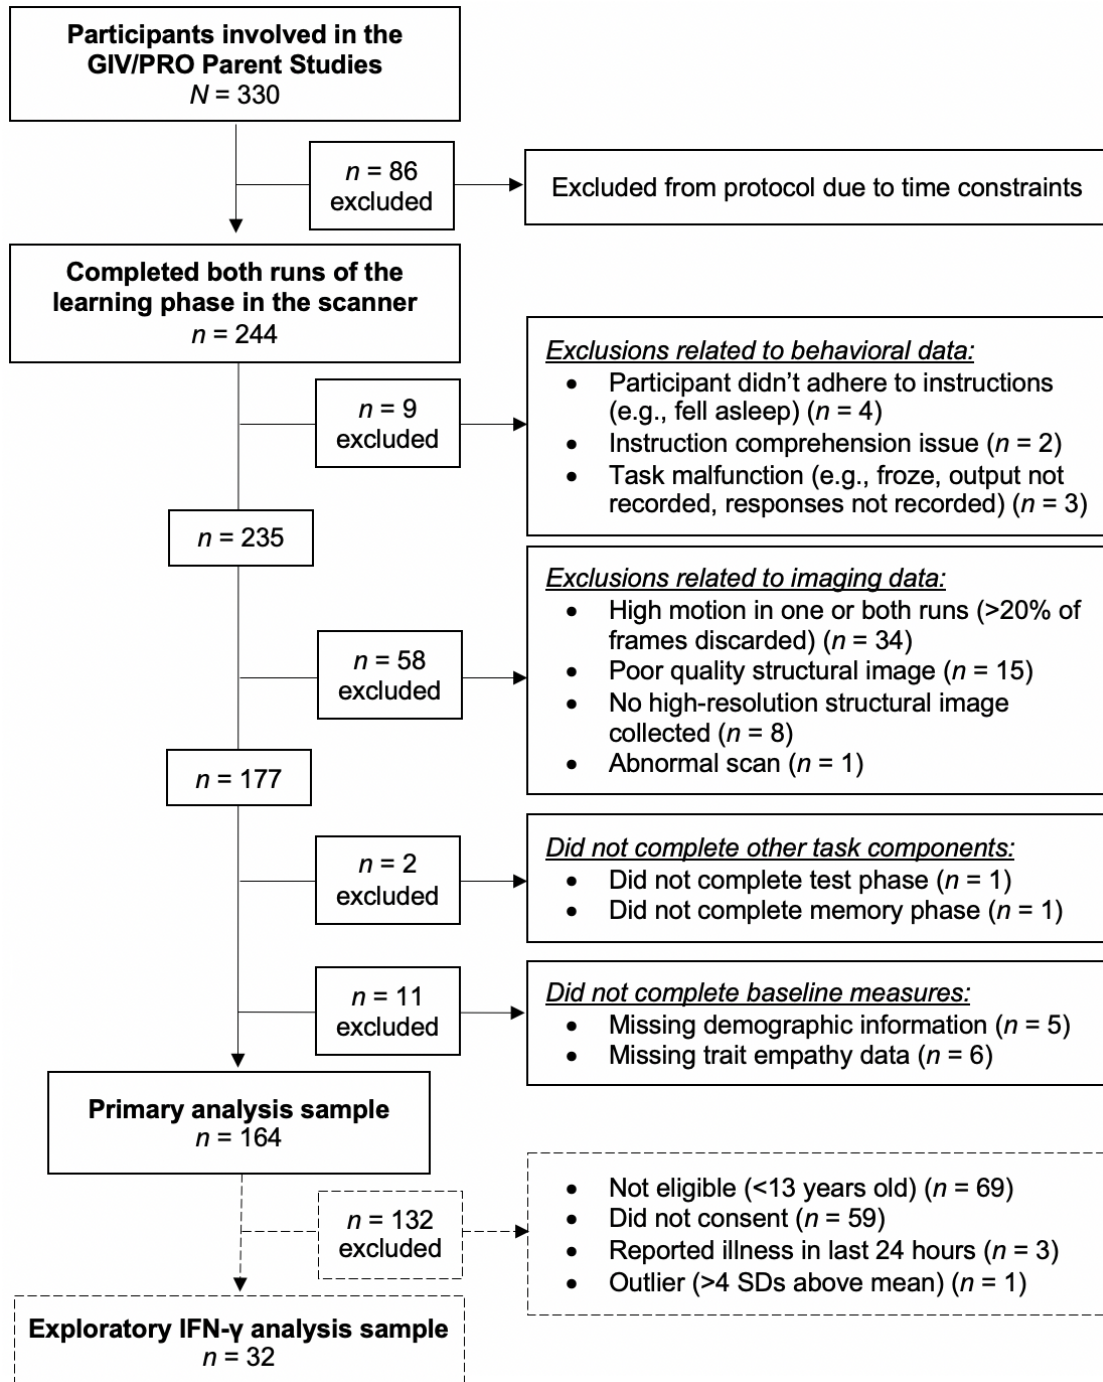 Participants involved in the
GIV/PRO Parent Studies
N = 330
n = 86
excluded
Excluded from protocol due to time constraints
Completed both runs of the
learning phase in the scanner
n = 244
n = 9
excluded
Exclusions related to behavioral data:
• Participant didn’t adhere to instructions
(e.g., fell asleep) (n = 4)
• Instruction comprehension issue (n = 2)
• Task malfunction (e.g., froze, output not
recorded, responses not recorded) (n = 3)
n = 235
n = 58
excluded
Exclusions related to imaging data:
• High motion in one or both runs (>20% of
frames discarded) (n = 34)
• Poor quality structural image (n = 15)
• No high-resolution structural image
collected (n = 8)
• Abnormal scan (n = 1)
n = 177
n = 2
excluded
Did not complete other task components:
• Did not complete test phase (n = 1)
• Did not complete memory phase (n = 1)
n = 11
excluded
Did not complete baseline measures:
• Missing demographic information (n = 5)
• Missing trait empathy data (n = 6)
Primary analysis sample
n = 164
n = 132
excluded
• Not eligible (<13 years old) (n = 69)
• Did not consent (n = 59)
• Reported illness in last 24 hours (n = 3)
• Outlier (>4 SDs above mean) (n = 1)
Exploratory IFN-γ analysis sample
n = 32